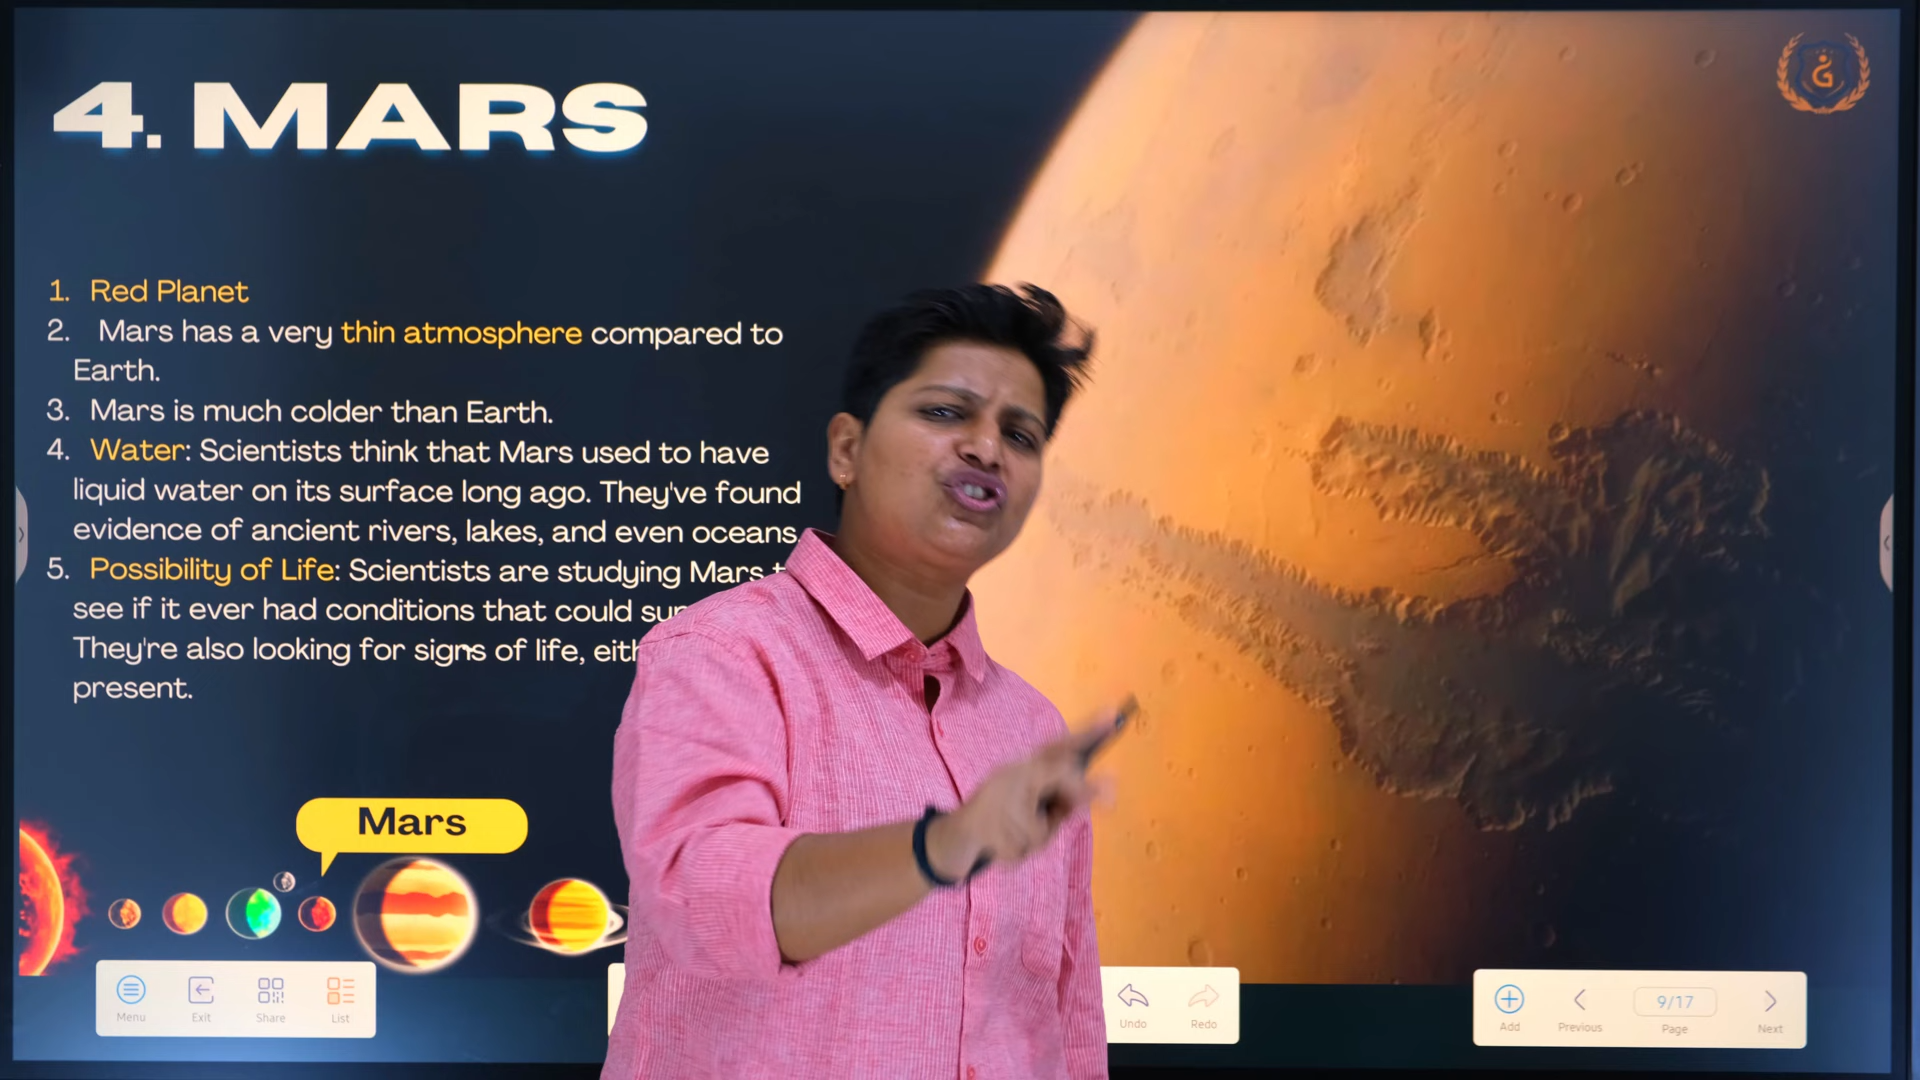 4. MARS
1. Red Planet
2. Mars has a very thin atmosphere compared to
Earth.
3. Mars is much colder than Earth.
4. Water: Scientists think that Mars used to have
liquid water on its surface long ago. They've found
evidence of ancient rivers, lakes, and even oceans.
5. Possibility of Life: Scientists are studying Mars
see if it ever had conditions that could
They're also looking for signs of life,
present.
Mars
Menu Exit Share List
Undo Redo
Add Previous 9/17 Page Next